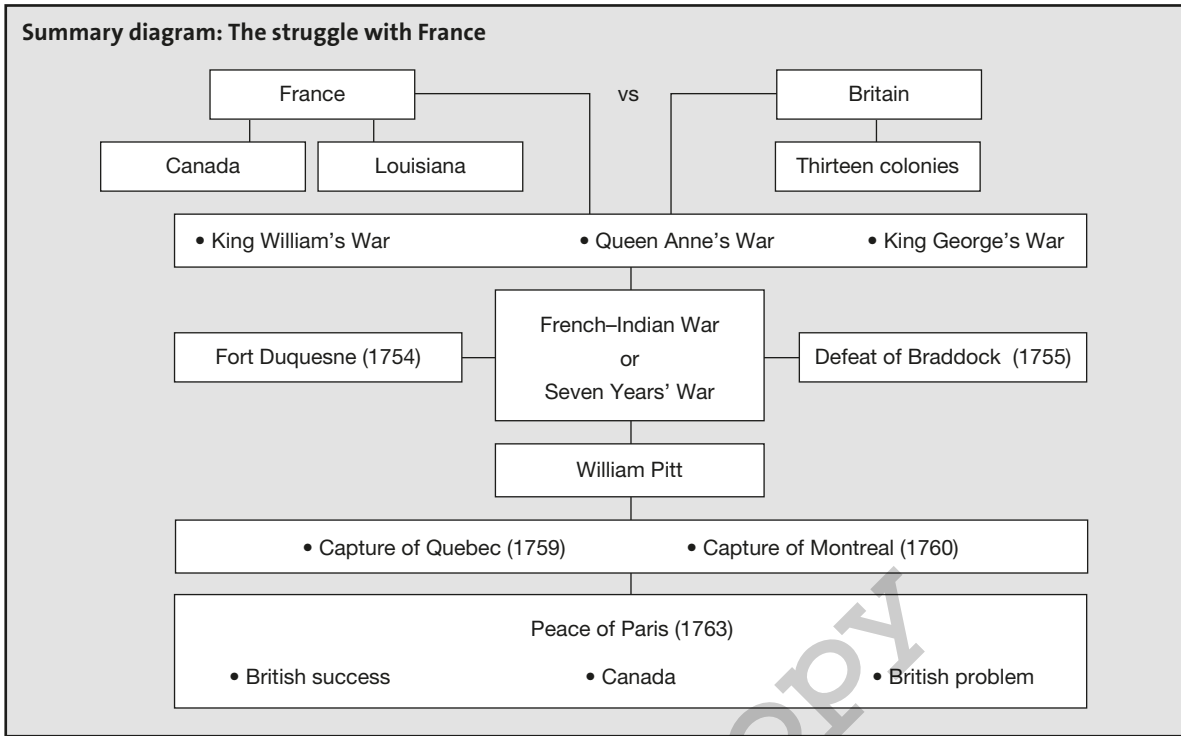 Summary diagram: The struggle with France
France vs Britain
Canada Louisiana Thirteen colonies
• King William’s War • Queen Anne’s War • King George’s War
French–Indian War
or
Seven Years’ War
Fort Duquesne (1754) Defeat of Braddock (1755)
William Pitt
• Capture of Quebec (1759) • Capture of Montreal (1760)
Peace of Paris (1763)
• British success • Canada • British problem
opy